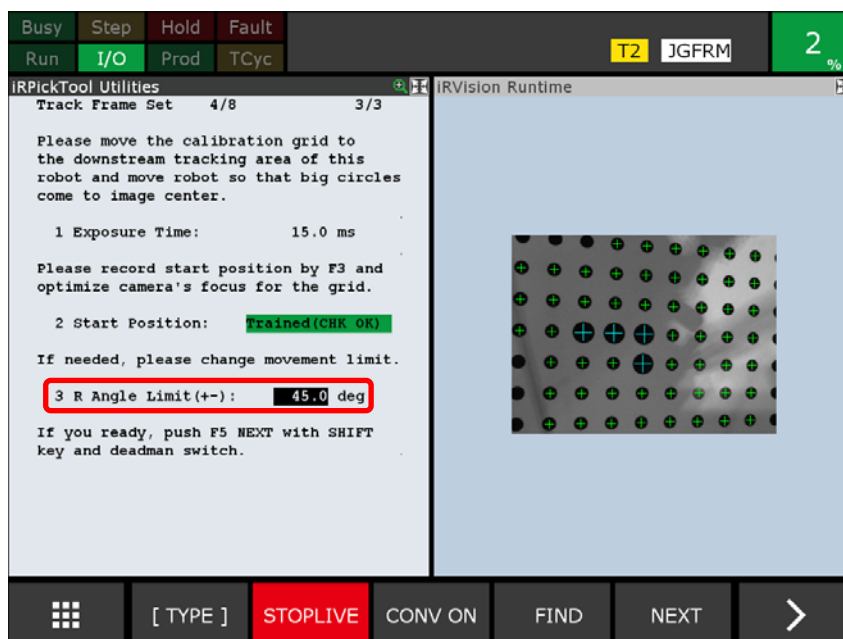 Busy Step Hold Fault
Run I/O Prod TCyc
T2 JGFRM
2 %
iRPickTool Utilities
Track Frame Set 4/8 3/3
Please move the calibration grid to
the downstream tracking area of this
robot and move robot so that big circles
come to image center.
1 Exposure Time: 15.0 ms
Please record start position by F3 and
optimize camera's focus for the grid.
2 Start Position: Trained(CHK OK)
If needed, please change movement limit.
3 R Angle Limit(+-): 45.0 deg
If you ready, push F5 NEXT with SHIFT
key and deadman switch.
iRVision Runtime
[ TYPE ] STOPLIVE CONV ON FIND NEXT